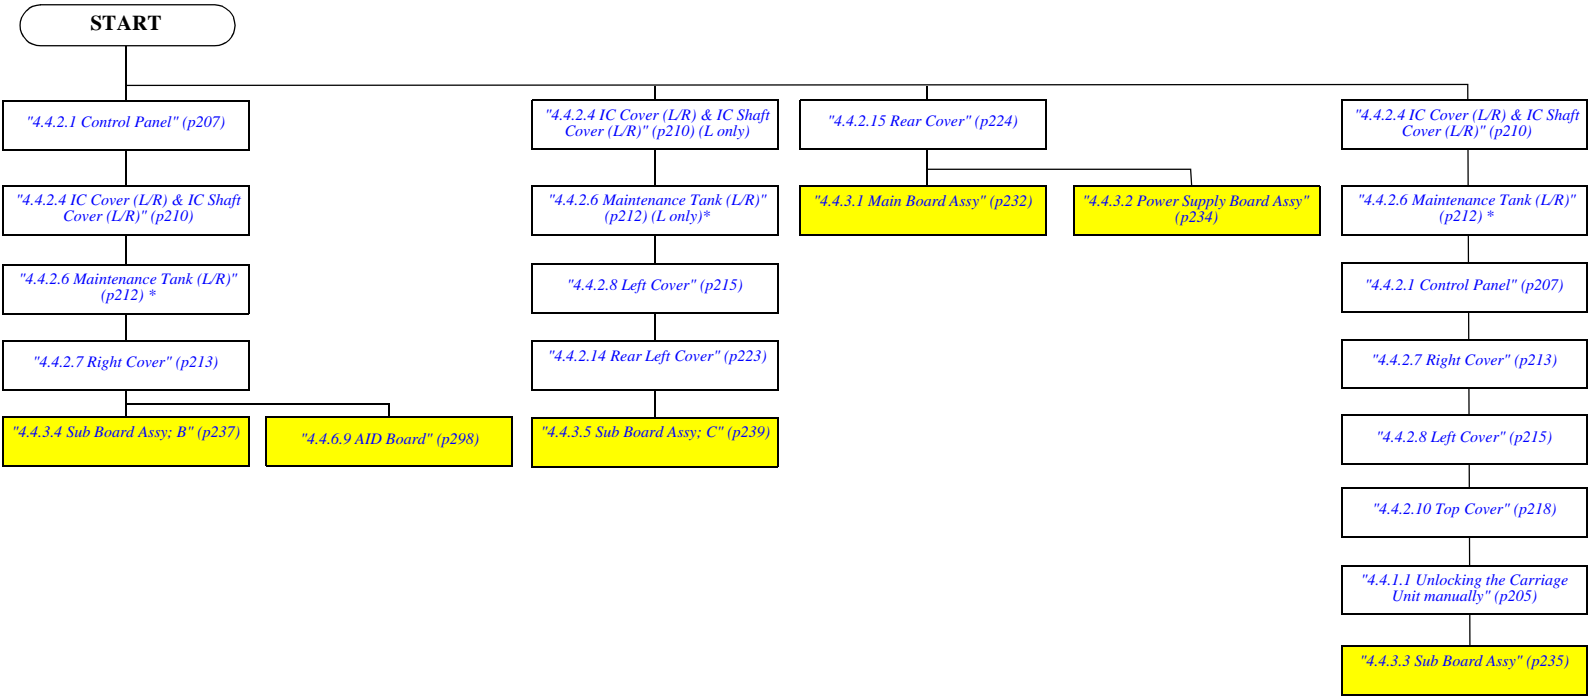 START
"4.4.2.1 Control Panel" (p207)
"4.4.2.4 IC Cover (L/R) & IC Shaft
Cover (L/R)" (p210)
"4.4.2.6 Maintenance Tank (L/R)"
(p212) *
"4.4.2.7 Right Cover" (p213)
"4.4.3.4 Sub Board Assy; B" (p237)
"4.4.6.9 AID Board" (p298)
"4.4.2.4 IC Cover (L/R) & IC Shaft
Cover (L/R)" (p210) (L only)
"4.4.2.6 Maintenance Tank (L/R)"
(p212) (L only)*
"4.4.2.8 Left Cover" (p215)
"4.4.2.14 Rear Left Cover" (p223)
"4.4.3.5 Sub Board Assy; C" (p239)
"4.4.2.15 Rear Cover" (p224)
"4.4.3.1 Main Board Assy" (p232)
"4.4.3.2 Power Supply Board Assy"
(p234)
"4.4.2.4 IC Cover (L/R) & IC Shaft
Cover (L/R)" (p210)
"4.4.2.6 Maintenance Tank (L/R)"
(p212) *
"4.4.2.1 Control Panel" (p207)
"4.4.2.7 Right Cover" (p213)
"4.4.2.8 Left Cover" (p215)
"4.4.2.10 Top Cover" (p218)
"4.4.1.1 Unlocking the Carriage
Unit manually" (p205)
"4.4.3.3 Sub Board Assy" (p235)